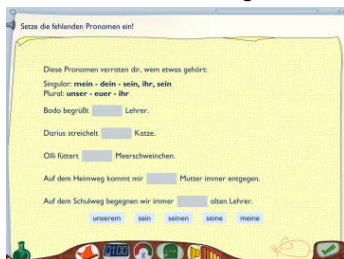 Setze die fehlenden Pronomen ein!
Diese Pronomen verraten dir, wem etwas gehört:
Singular: mein - dein - sein, ihr, sein
Plural: unser - euer - ihr
Bodo begrüßt Lehrer.
Darius streichelt Katze.
Olli füttert Meerschweinchen.
Auf dem Heimweg kommt mir Mutter immer entgegen.
Auf dem Schulweg begegnen wir immer alten Lehrer.
unserem sein seinen seine meine